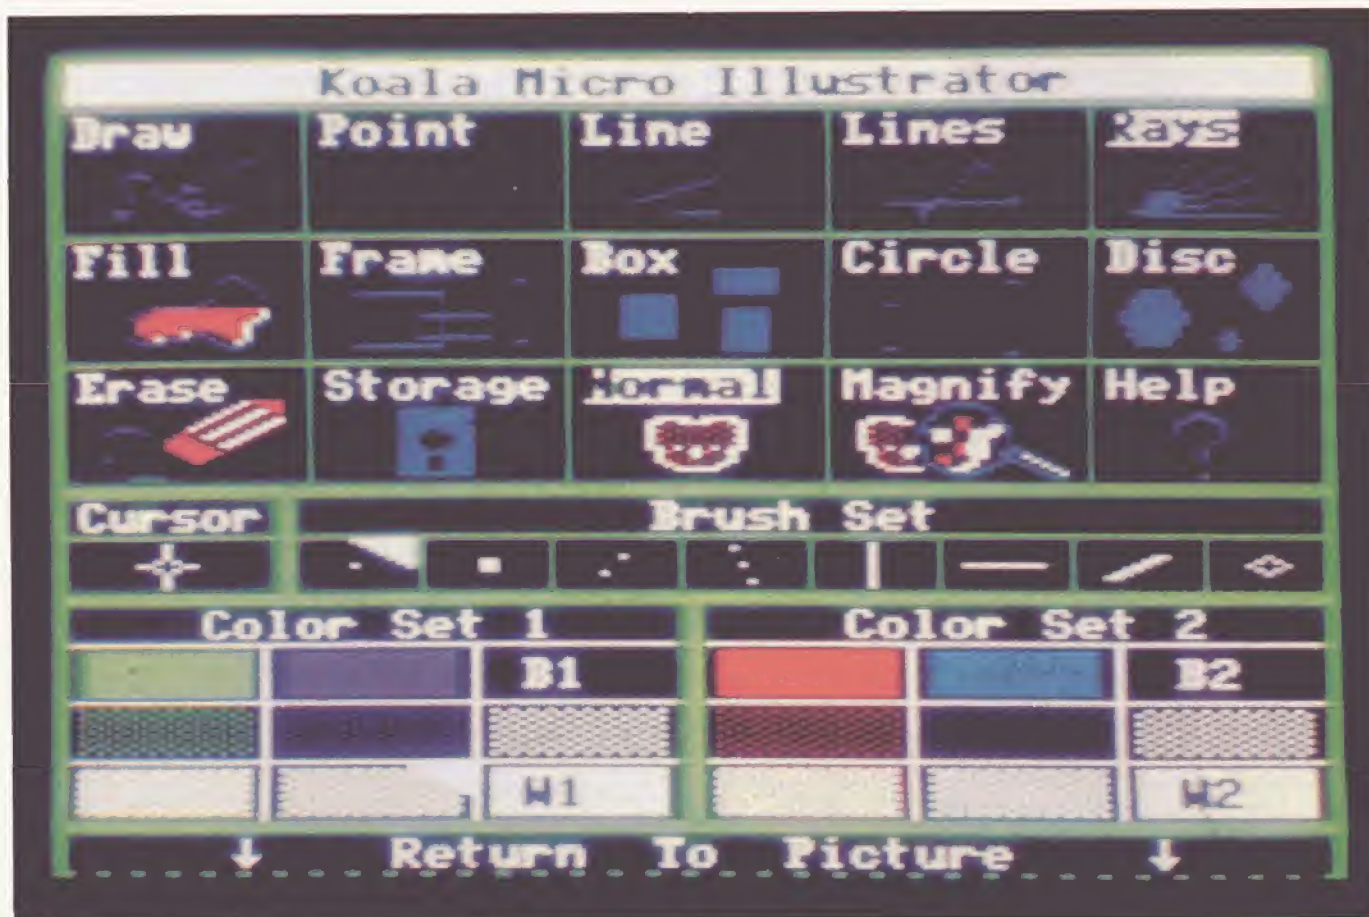 Koala Micro Illustrator
Draw Point Line Lines Rays
Fill Frame Box Circle Disc
Erase Storage Normal Magnify Help
Cursor Brush Set
Color Set 1 Color Set 2
B1 B2
W1 W2
↓ Return To Picture ↓